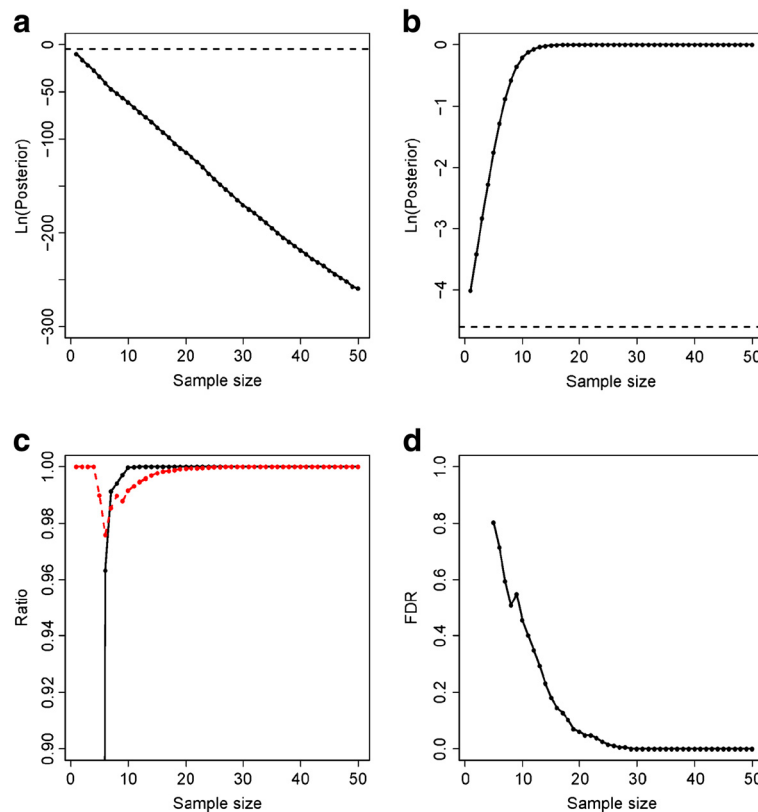 a
Ln(Posterior)
0
−50
−100
−200
−300
0 10 20 30 40 50
Sample size
b
Ln(Posterior)
0
−1
−2
−3
−4
0 10 20 30 40 50
Sample size
c
Ratio
1.00
0.98
0.96
0.94
0.92
0.90
0 10 20 30 40 50
Sample size
d
FDR
1.0
0.8
0.6
0.4
0.2
0.0
0 10 20 30 40 50
Sample size